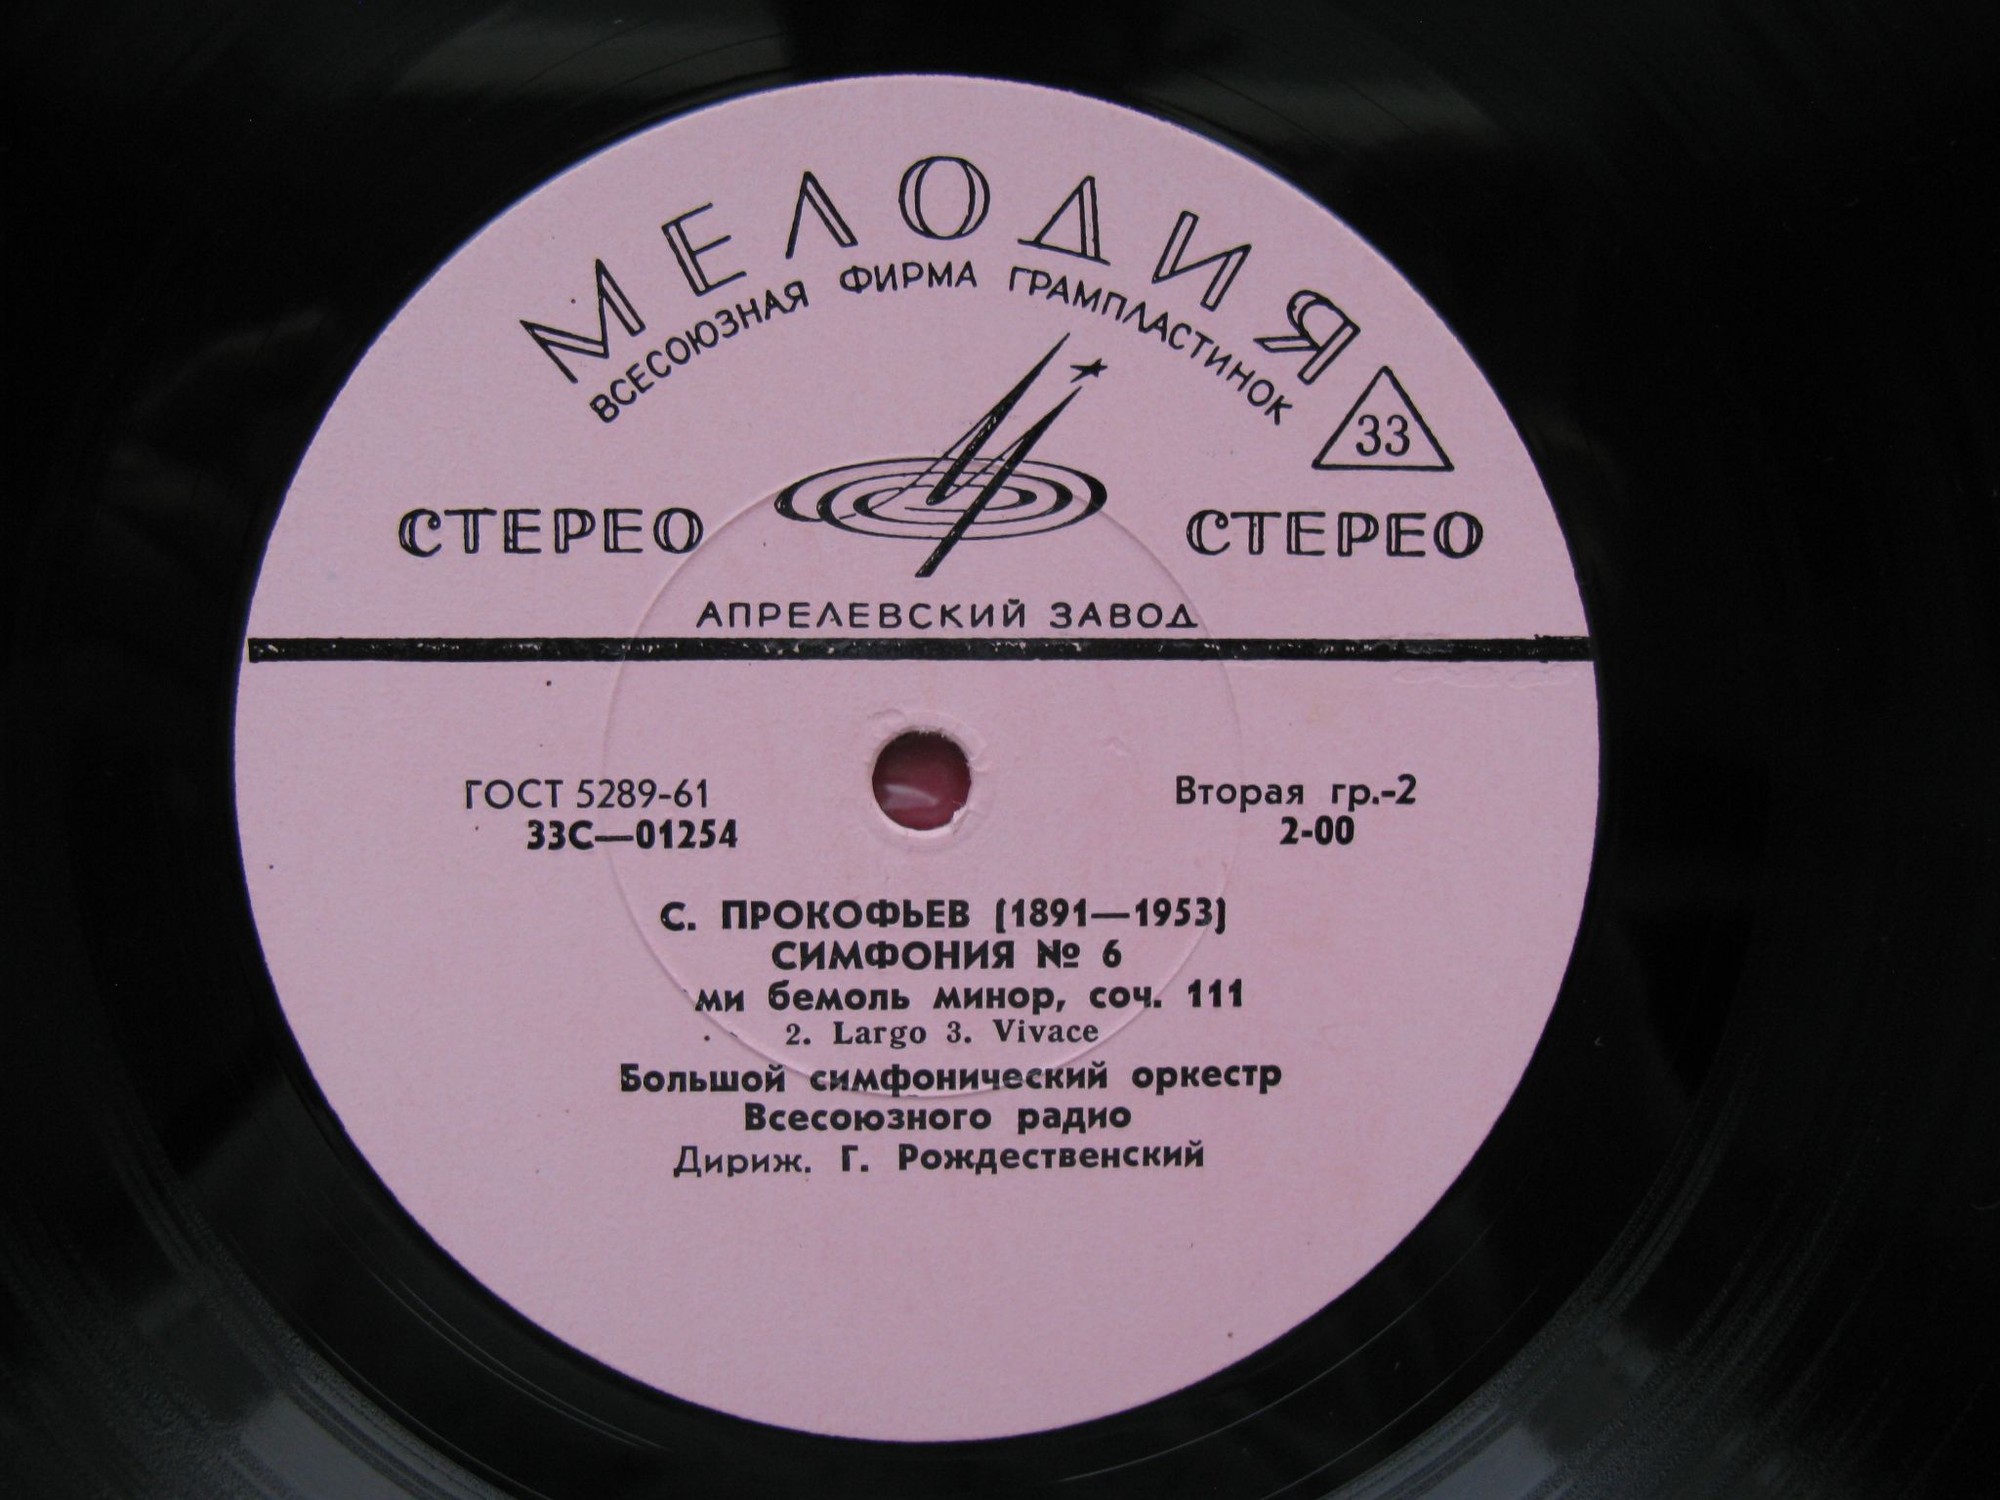 МЕЛОДИЯ
ВСЕСОЮЗНАЯ ФИРМА ГРАМПЛАСТИНОК
33
СТЕРЕО СТЕРЕО
АПРЕЛЕВСКИЙ ЗАВОД
ГОСТ 5289-61 Вторая гр.-2
33С—01254 2-00
С. ПРОКОФЬЕВ (1891—1953)
СИМФОНИЯ № 6
ми бемоль минор, соч. 111
2. Largo 3. Vivace
Большой симфонический оркестр
Всесоюзного радио
Дириж. Г. Рождественский